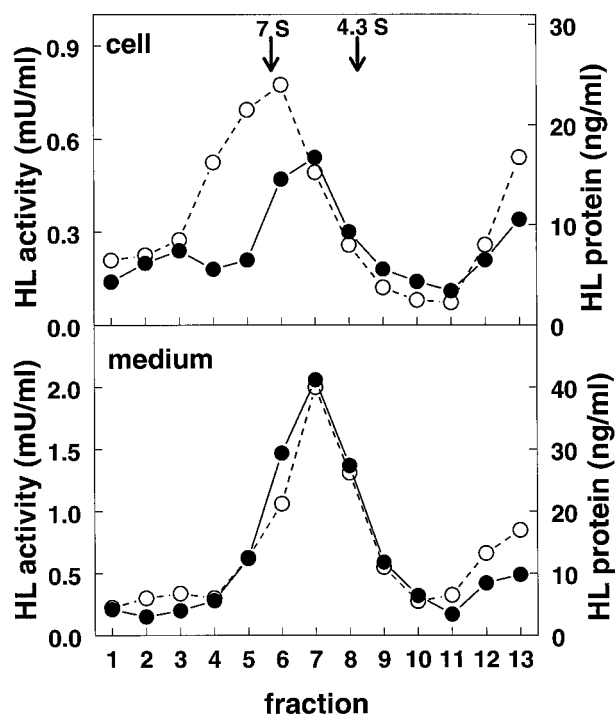 7 S 4.3 S
cell
HL activity (mU/ml)
0.9
0.6
0.3
0.0
30
20
10
0
HL protein (ng/ml)
medium
HL activity (mU/ml)
2.0
1.5
1.0
0.5
0.0
40
30
20
10
0
HL protein (ng/ml)
1 2 3 4 5 6 7 8 9 10 11 12 13
fraction